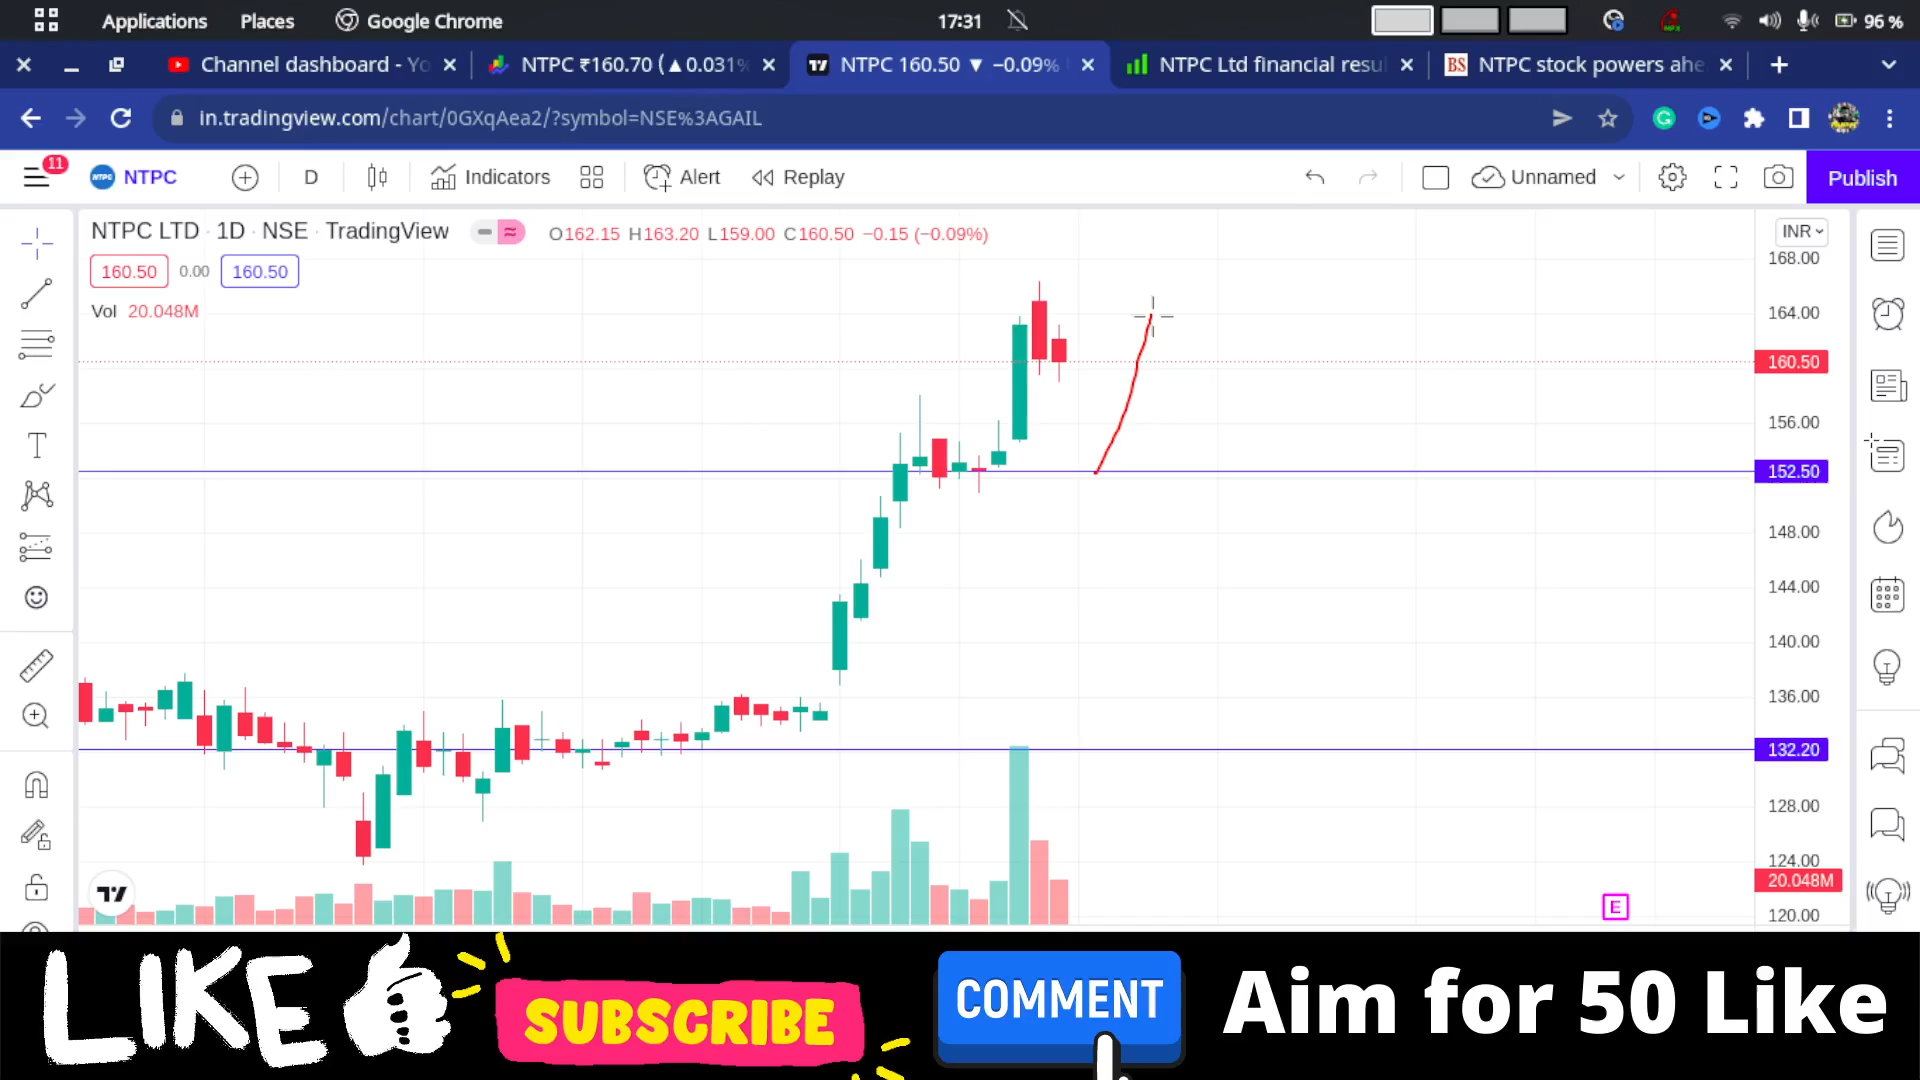 Applications Places Google Chrome 17:31 96 %
Channel dashboard - Yo NTPC ₹160.70 (▲0.031% NTPC 160.50 ▼ −0.09% NTPC Ltd financial resul BS NTPC stock powers ahe
in.tradingview.com/chart/0GXqAea2/?symbol=NSE%3AGAIL
11 NTPC D Indicators Alert Replay Unnamed Publish
NTPC LTD · 1D · NSE · TradingView O162.15 H163.20 L159.00 C160.50 −0.15 (−0.09%) INR
160.50 0.00 160.50
Vol 20.048M
168.00
164.00
160.50
156.00
152.50
148.00
144.00
140.00
136.00
132.20
128.00
124.00
20.048M
E
120.00
LIKE SUBSCRIBE COMMENT Aim for 50 Like